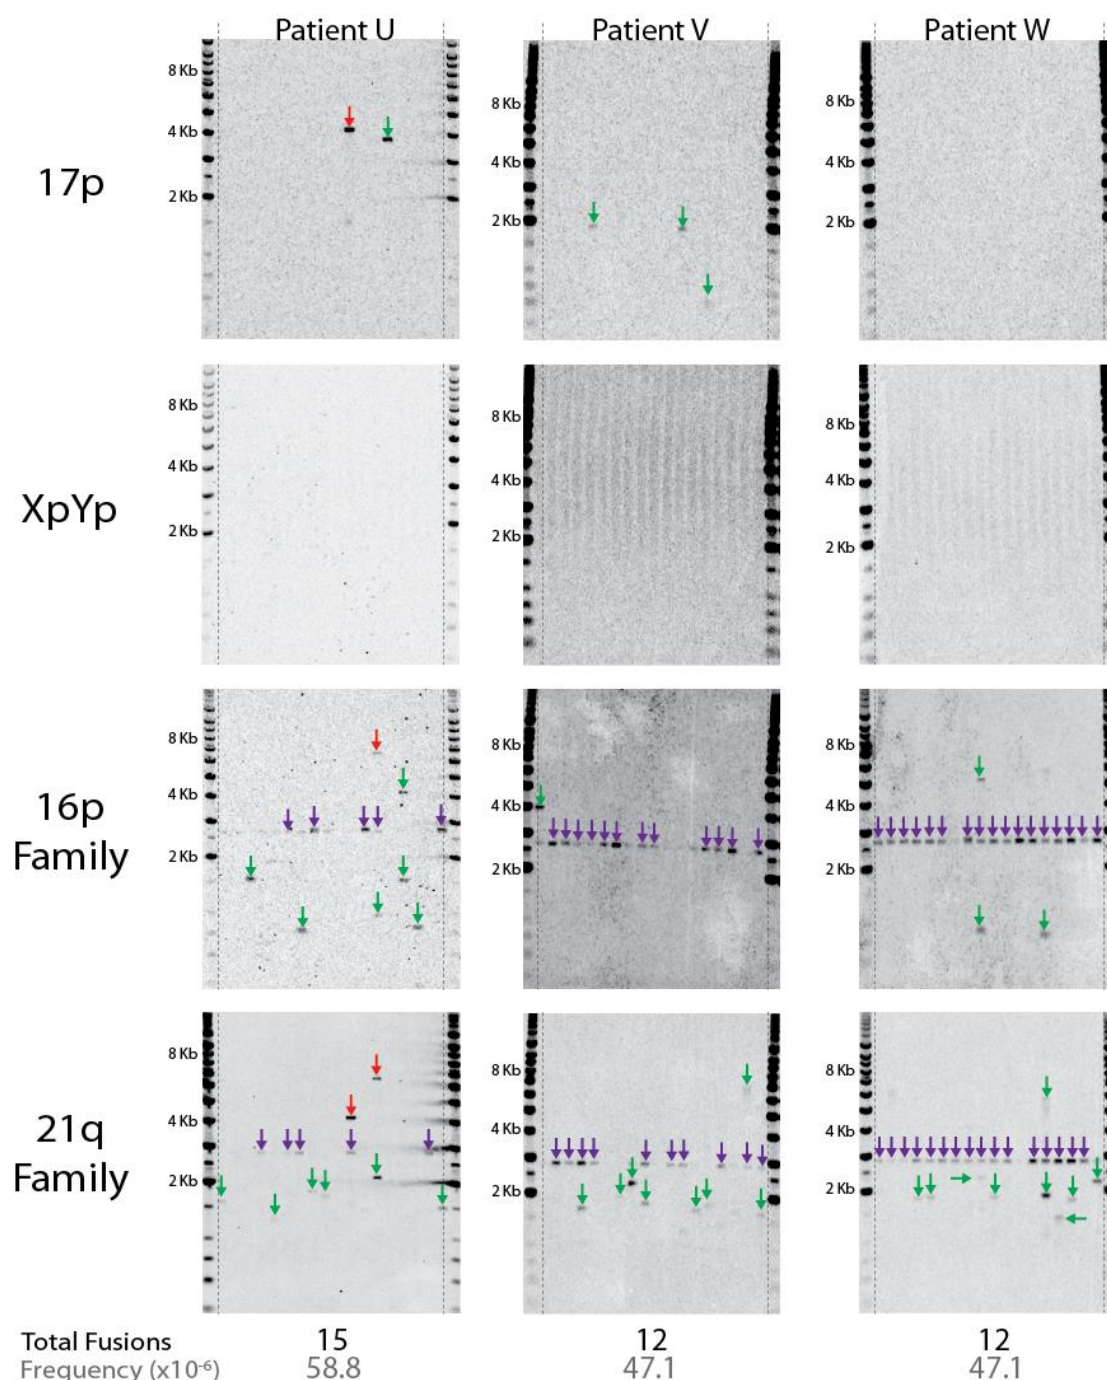 Patient U Patient V Patient W
17p
8 Kb
4 Kb
2 Kb
8 Kb
4 Kb
2 Kb
8 Kb
4 Kb
2 Kb
XpYp
8 Kb
4 Kb
2 Kb
8 Kb
4 Kb
2 Kb
8 Kb
4 Kb
2 Kb
16p
Family
8 Kb
4 Kb
2 Kb
8 Kb
4 Kb
2 Kb
8 Kb
4 Kb
2 Kb
21q
Family
8 Kb
4 Kb
2 Kb
8 Kb
4 Kb
2 Kb
8 Kb
4 Kb
2 Kb
Total Fusions 15 12 12
Frequency (x10⁻⁶) 58.8 47.1 47.1